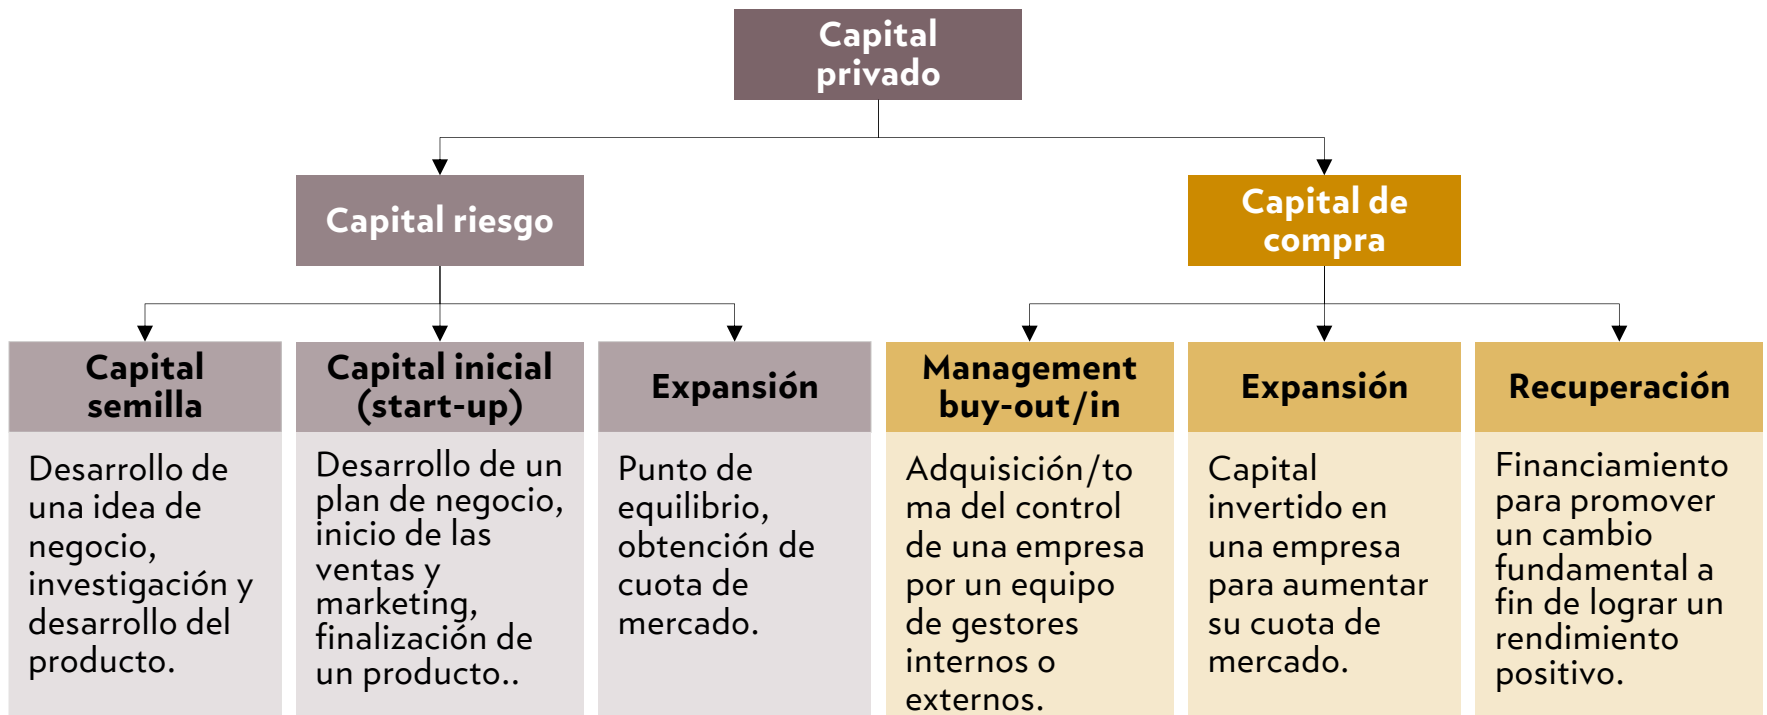 Capital
privado
Capital riesgo
Capital de
compra
Capital
semilla
Desarrollo de
una idea de
negocio,
investigación y
desarrollo del
producto.
Capital inicial
(start-up)
Desarrollo de un
plan de negocio,
inicio de las
ventas y
marketing,
finalización de
un producto..
Expansión
Punto de
equilibrio,
obtención de
cuota de
mercado.
Management
buy-out/in
Adquisición/to
ma del control
de una empresa
por un equipo
de gestores
internos o
externos.
Expansión
Capital
invertido en
una empresa
para aumentar
su cuota de
mercado.
Recuperación
Financiamiento
para promover
un cambio
fundamental a
fin de lograr un
rendimiento
positivo.